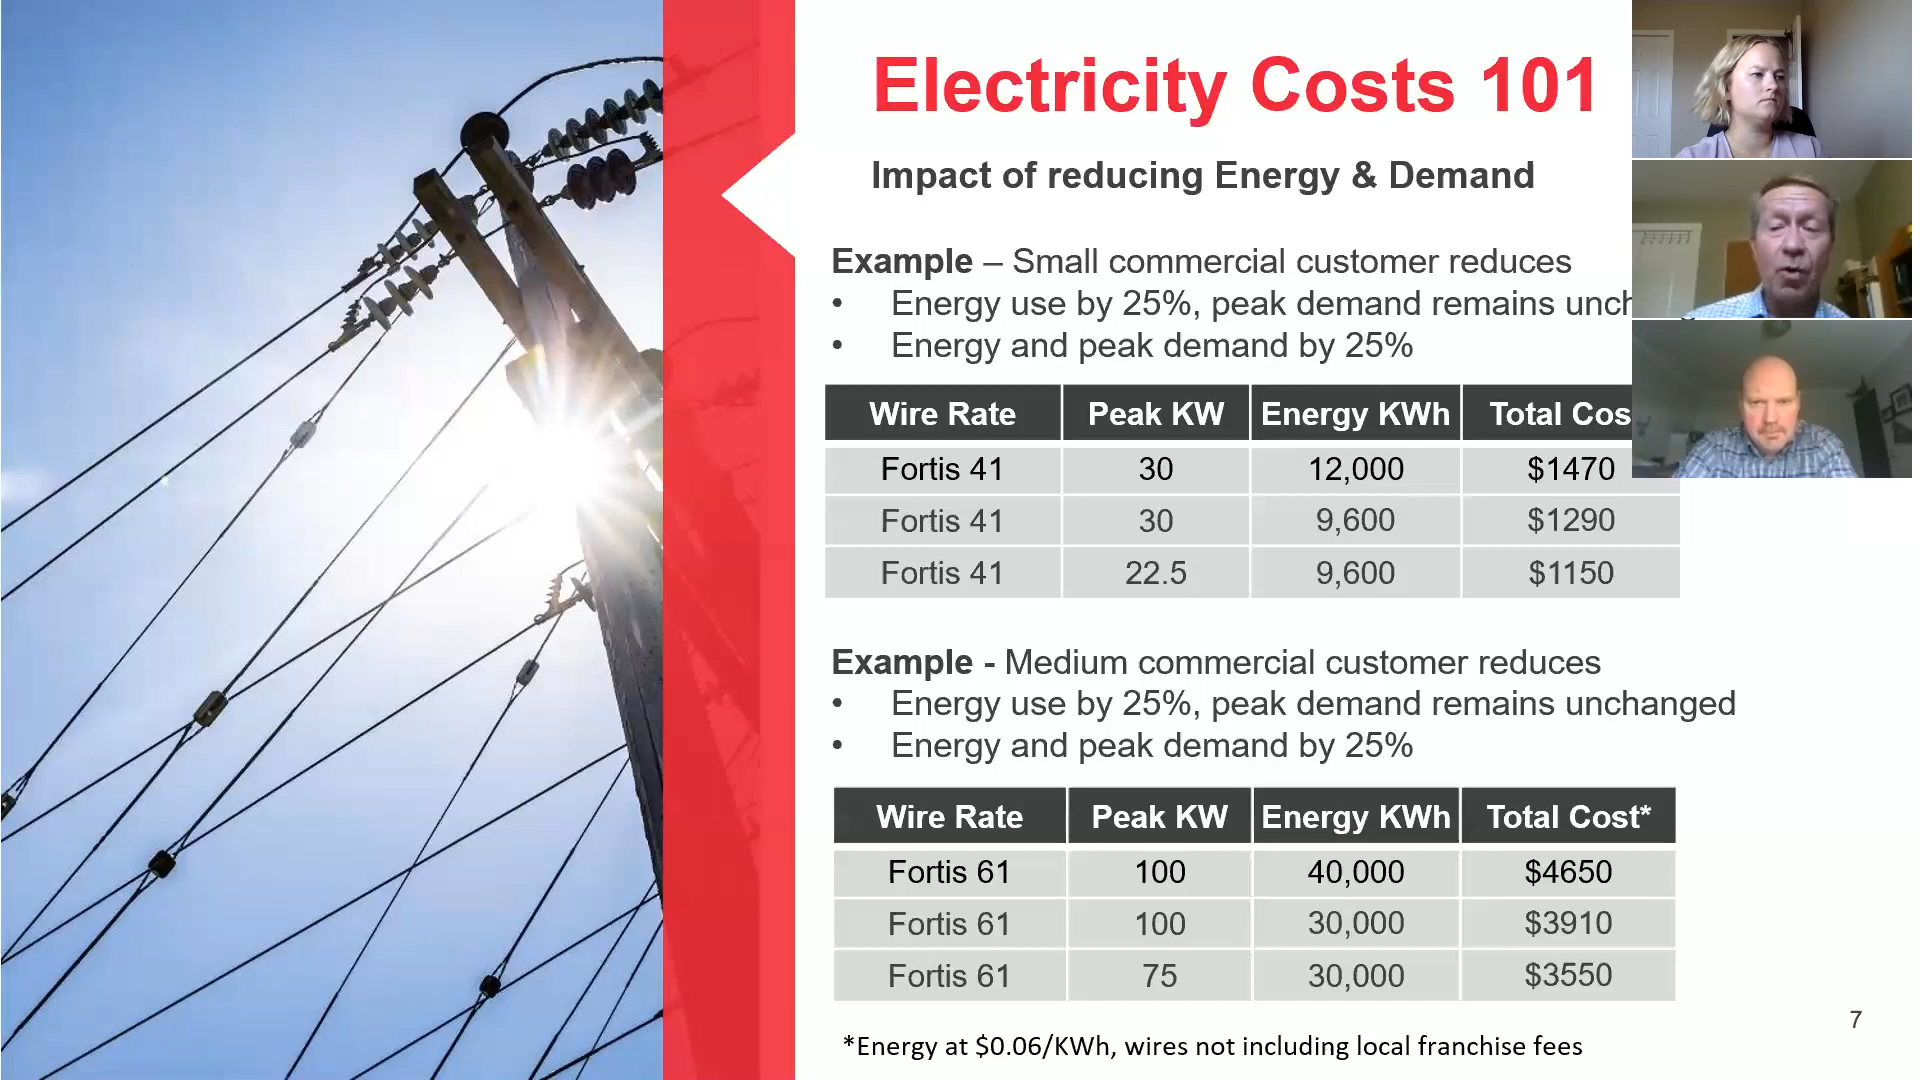 Electricity Costs 101
Impact of reducing Energy & Demand
Example – Small commercial customer reduces
• Energy use by 25%, peak demand remains
• Energy and peak demand by 25%
Wire Rate Peak KW Energy KWh Total
Fortis 41 30 12,000 $1470
Fortis 41 30 9,600 $1290
Fortis 41 22.5 9,600 $1150
Example - Medium commercial customer reduces
• Energy use by 25%, peak demand remains unchanged
• Energy and peak demand by 25%
Wire Rate Peak KW Energy KWh Total Cost*
Fortis 61 100 40,000 $4650
Fortis 61 100 30,000 $3910
Fortis 61 75 30,000 $3550
*Energy at $0.06/KWh, wires not including local franchise fees
7